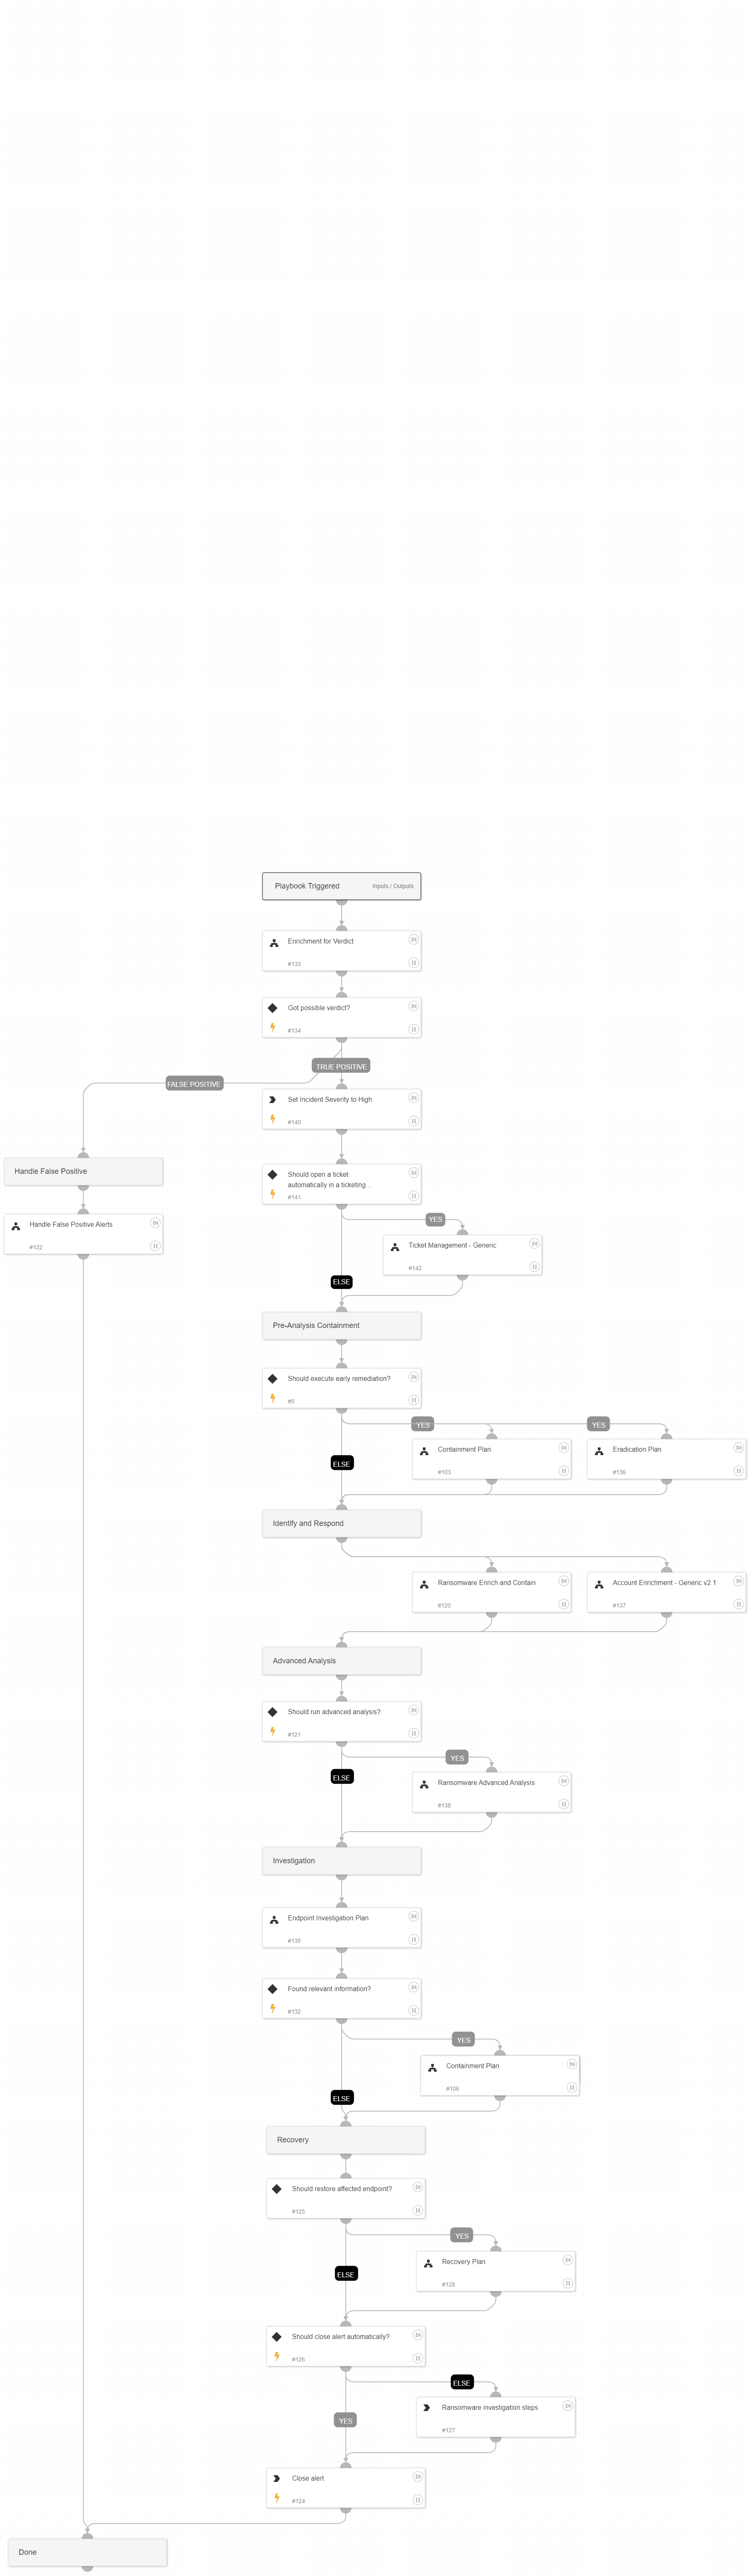 Playbook Triggered Inputs / Outputs
Enrichment for Verdict
#133
Got possible verdict?
#134
TRUE POSITIVE
FALSE POSITIVE
Set Incident Severity to High
#140
Handle False Positive
Should open a ticket
automatically in a ticketing...
#141
Handle False Positive Alerts
#122
YES
Ticket Management - Generic
#142
ELSE
Pre-Analysis Containment
Should execute early remediation?
#5
YES
YES
Containment Plan
#103
Eradication Plan
#136
ELSE
Identify and Respond
Ransomware Enrich and Contain
#120
Account Enrichment - Generic v2.1
#137
Advanced Analysis
Should run advanced analysis?
#121
YES
ELSE
Ransomware Advanced Analysis
#138
Investigation
Endpoint Investigation Plan
#135
Found relevant information?
#132
YES
Containment Plan
#106
ELSE
Recovery
Should restore affected endpoint?
#125
YES
Recovery Plan
#128
ELSE
Should close alert automatically?
#126
ELSE
Ransomware investigation steps
#127
YES
Close alert
#124
Done